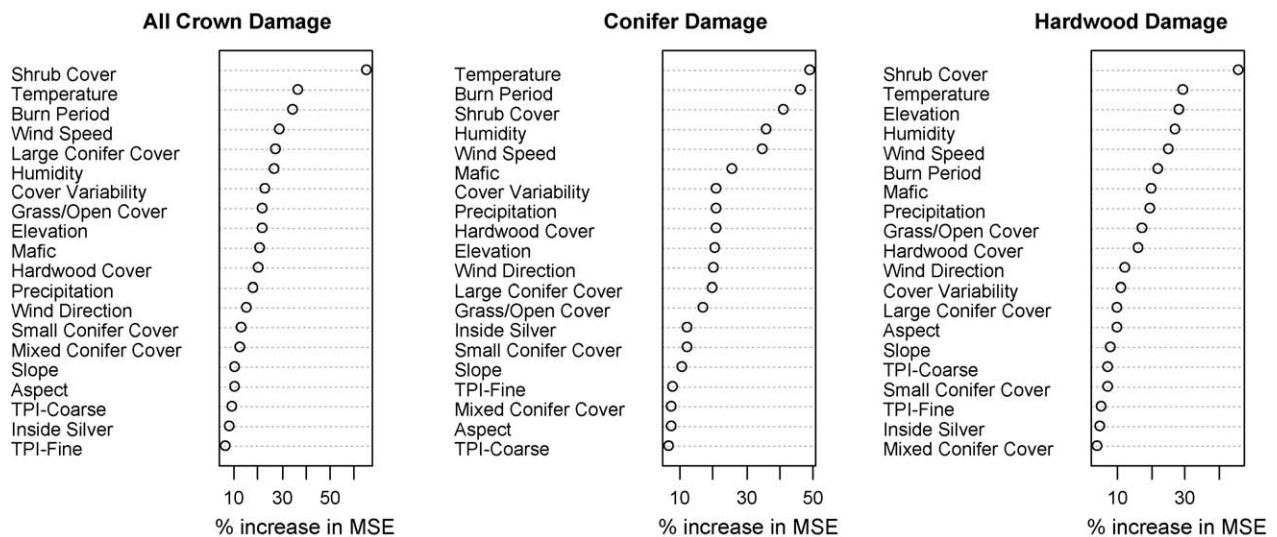 All Crown Damage
Shrub Cover
Temperature
Burn Period
Wind Speed
Large Conifer Cover
Humidity
Cover Variability
Grass/Open Cover
Elevation
Mafic
Hardwood Cover
Precipitation
Wind Direction
Small Conifer Cover
Mixed Conifer Cover
Slope
Aspect
TPI-Coarse
Inside Silver
TPI-Fine
10 30 50
% increase in MSE
Conifer Damage
Temperature
Burn Period
Shrub Cover
Humidity
Wind Speed
Mafic
Cover Variability
Precipitation
Hardwood Cover
Elevation
Wind Direction
Large Conifer Cover
Grass/Open Cover
Inside Silver
Small Conifer Cover
Slope
TPI-Fine
Mixed Conifer Cover
Aspect
TPI-Coarse
10 30 50
% increase in MSE
Hardwood Damage
Shrub Cover
Temperature
Elevation
Humidity
Wind Speed
Burn Period
Mafic
Precipitation
Grass/Open Cover
Hardwood Cover
Wind Direction
Cover Variability
Large Conifer Cover
Aspect
Slope
TPI-Coarse
Small Conifer Cover
TPI-Fine
Inside Silver
Mixed Conifer Cover
10 30
% increase in MSE